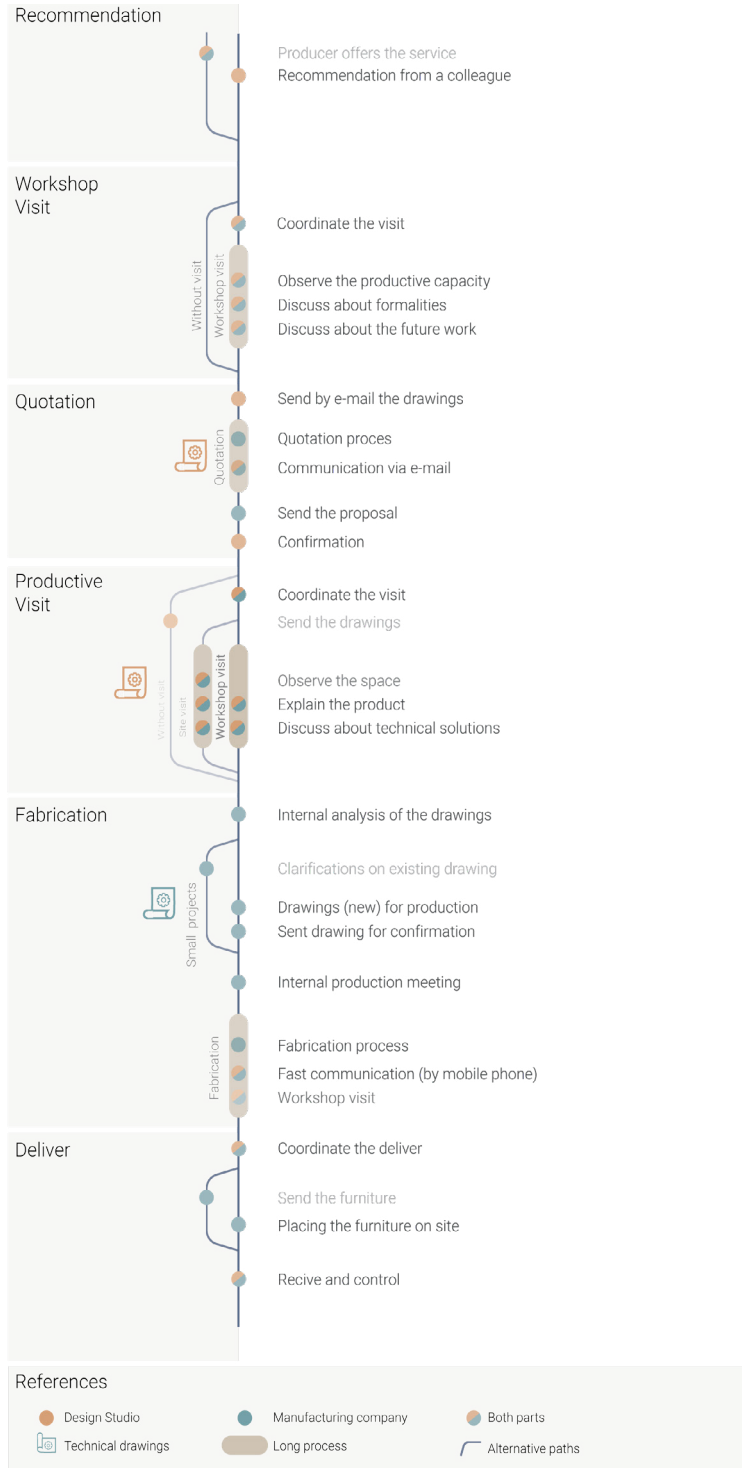 Recommendation
Producer offers the service
Recommendation from a colleague
Workshop
Visit
Coordinate the visit
Without visit
Workshop visit
Observe the productive capacity
Discuss about formalities
Discuss about the future work
Quotation
Send by e-mail the drawings
Quotation
Quotation proces
Communication via e-mail
Send the proposal
Confirmation
Productive
Visit
Coordinate the visit
Send the drawings
Without visit
Site visit
Workshop visit
Observe the space
Explain the product
Discuss about technical solutions
Fabrication
Internal analysis of the drawings
Clarifications on existing drawing
Small projects
Drawings (new) for production
Sent drawing for confirmation
Internal production meeting
Fabrication
Fabrication process
Fast communication (by mobile phone)
Workshop visit
Deliver
Coordinate the deliver
Send the furniture
Placing the furniture on site
Recive and control
References
Design Studio
Manufacturing company
Both parts
Technical drawings
Long process
Alternative paths